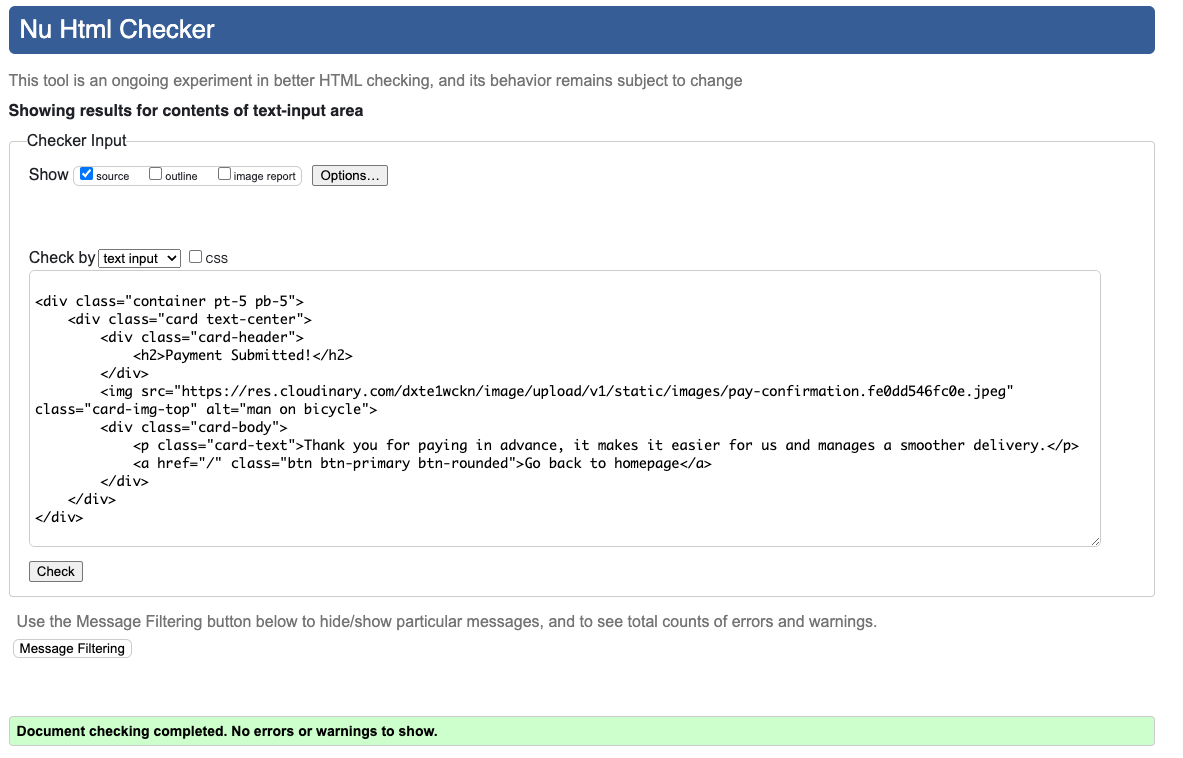 Nu Html Checker
This tool is an ongoing experiment in better HTML checking, and its behavior remains subject to change
Showing results for contents of text-input area
Checker Input
Show source outline image report Options...
Check by text input css
<div class="container pt-5 pb-5">
    <div class="card text-center">
        <div class="card-header">
            <h2>Payment Submitted!</h2>
        </div>
        <img src="https://res.cloudinary.com/dxte1wckn/image/upload/v1/static/images/pay-confirmation.fe0dd546fc0e.jpeg"
class="card-img-top" alt="man on bicycle">
        <div class="card-body">
            <p class="card-text">Thank you for paying in advance, it makes it easier for us and manages a smoother delivery.</p>
            <a href="/" class="btn btn-primary btn-rounded">Go back to homepage</a>
        </div>
    </div>
</div>
Check
Use the Message Filtering button below to hide/show particular messages, and to see total counts of errors and warnings.
Message Filtering
Document checking completed. No errors or warnings to show.